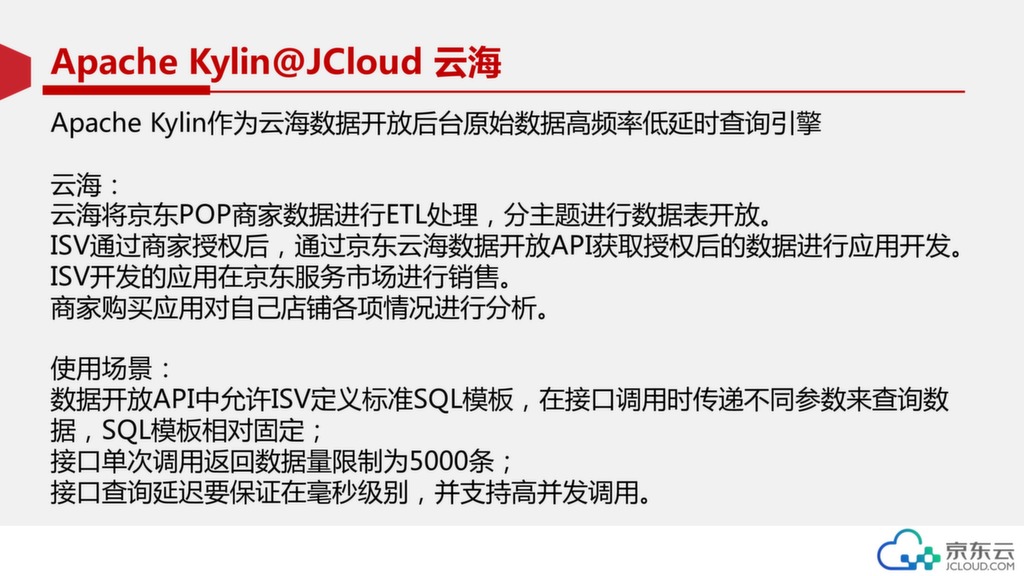 Apache Kylin@JCloud 云海
Apache Kylin作为云海数据开放后台原始数据高频率低延时查询引擎
云海：
云海将京东POP商家数据进行ETL处理，分主题进行数据表开放。
ISV通过商家授权后，通过京东云海数据开放API获取授权后的数据进行应用开发。
ISV开发的应用在京东服务市场进行销售。
商家购买应用对自己店铺各项情况进行分析。
使用场景：
数据开放API中允许ISV定义标准SQL模板，在接口调用时传递不同参数来查询数
据，SQL模板相对固定；
接口单次调用返回数据量限制为5000条；
接口查询延迟要保证在毫秒级别，并支持高并发调用。
京东云
JCLOUD.COM